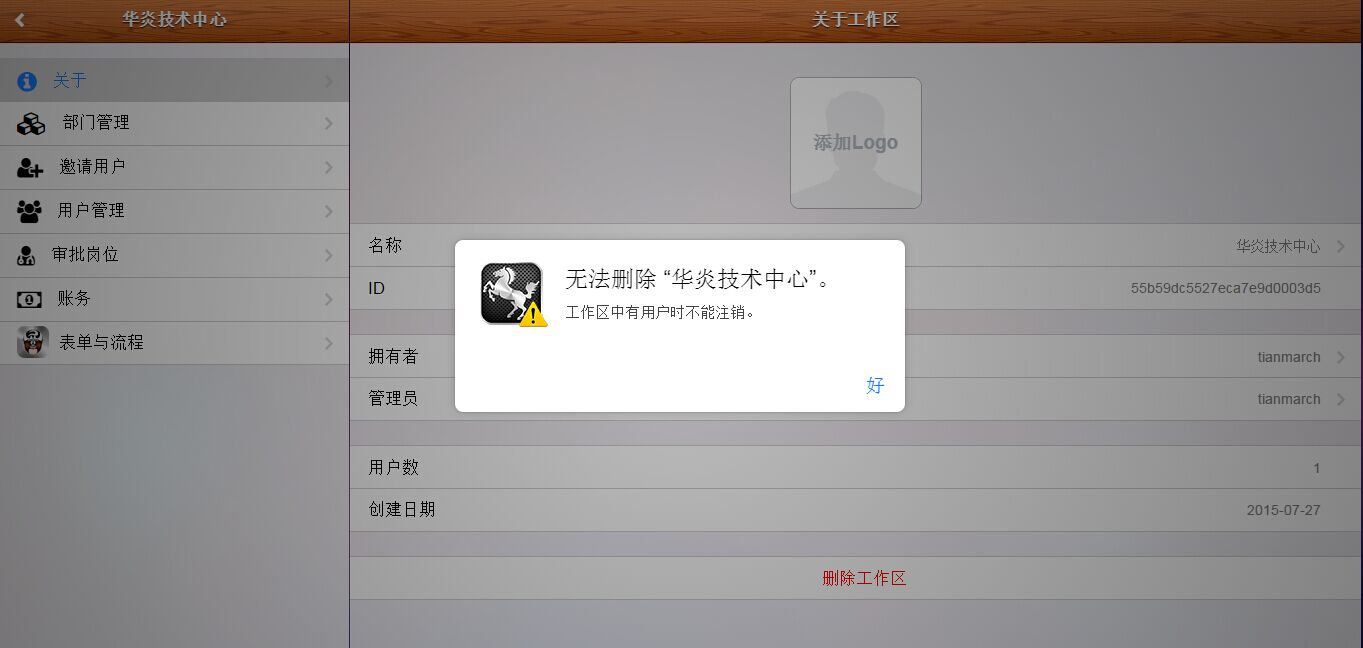 华炎技术中心
关于
部门管理
邀请用户
用户管理
审批岗位
账务
表单与流程
关于工作区
添加Logo
名称 华炎技术中心
ID 55b59dc5527eca7e9d0003d5
拥有者 tianmarch
管理员 tianmarch
用户数 1
创建日期 2015-07-27
删除工作区
无法删除 “华炎技术中心”。
工作区中有用户时不能注销。
好